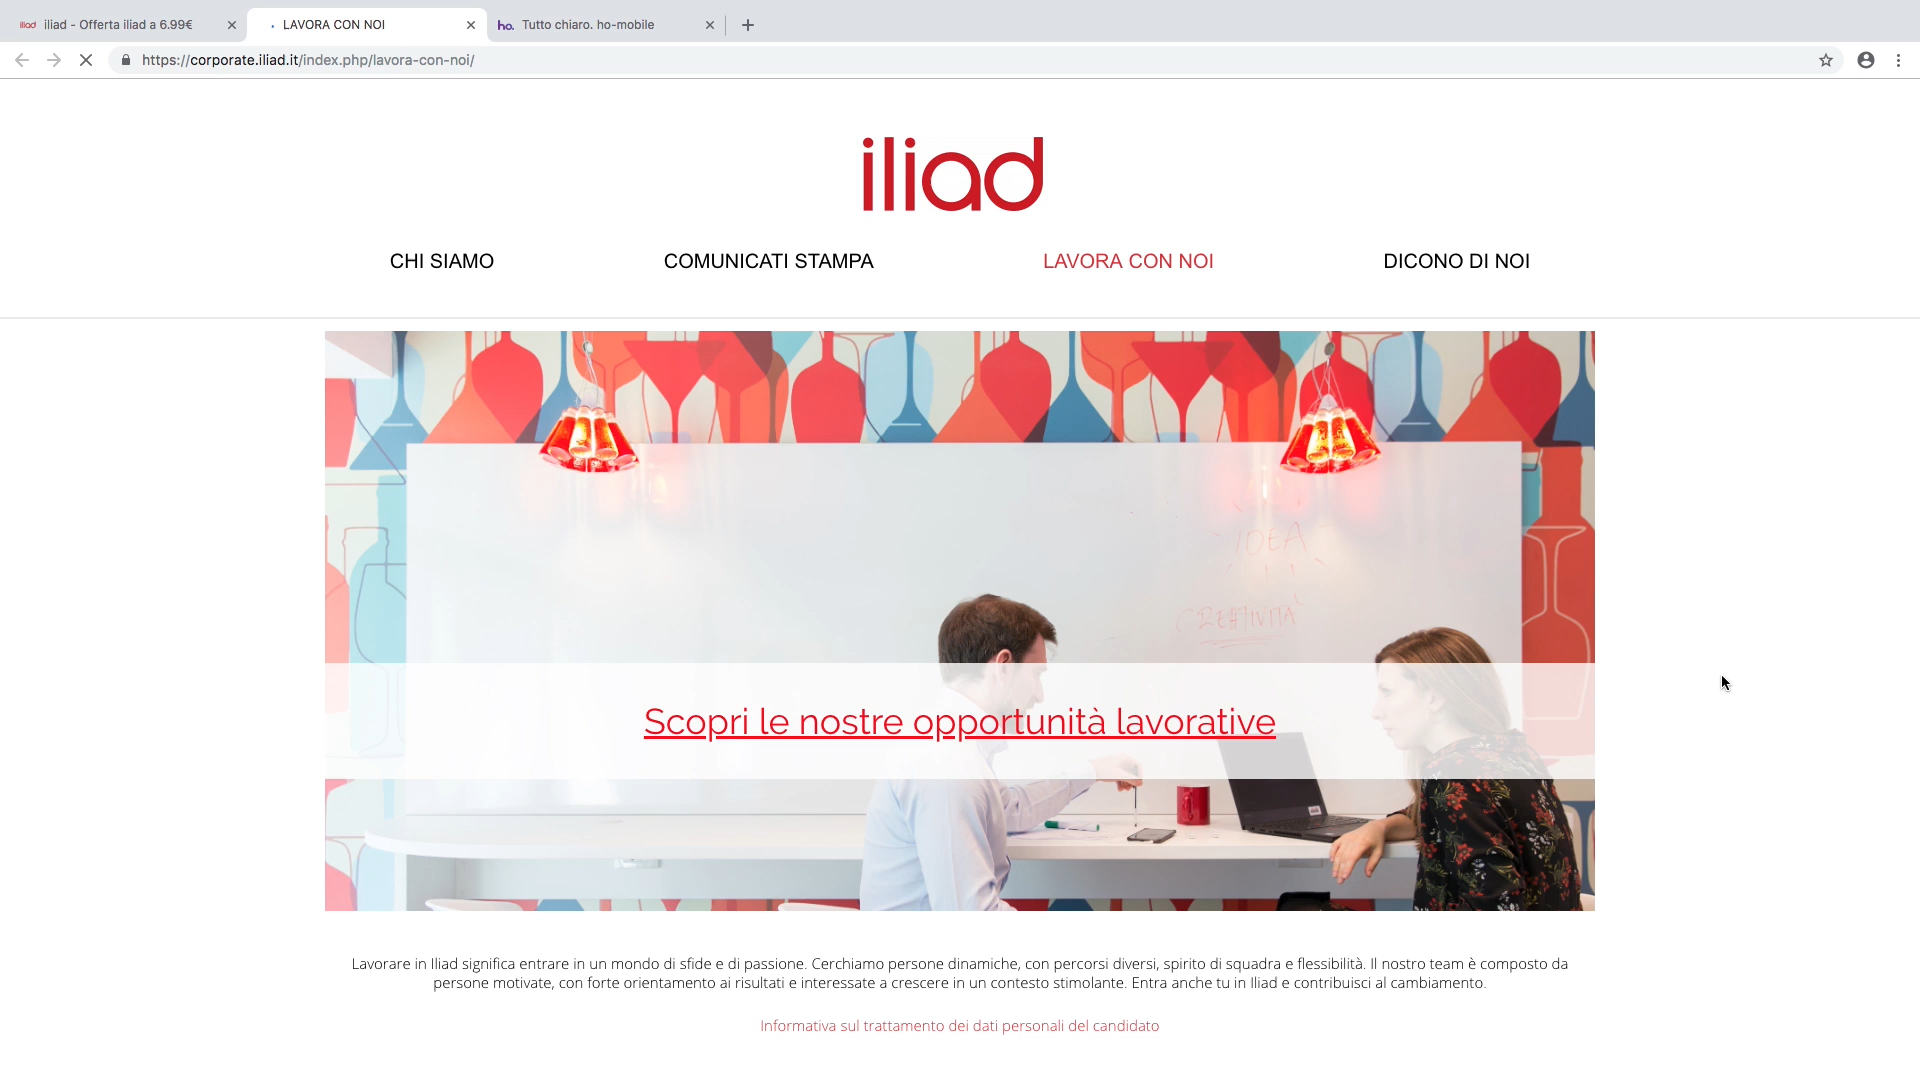 iliad iliad - Offerta iliad a 6.99€
LAVORA CON NOI
ho. Tutto chiaro. ho-mobile
https://corporate.iliad.it/index.php/lavora-con-noi/
iliad
CHI SIAMO
COMUNICATI STAMPA
LAVORA CON NOI
DICONO DI NOI
IDEA
CREATIVITA'
Scopri le nostre opportunità lavorative
Lavorare in Iliad significa entrare in un mondo di sfide e di passione. Cerchiamo persone dinamiche, con percorsi diversi, spirito di squadra e flessibilità. Il nostro team è composto da
persone motivate, con forte orientamento ai risultati e interessate a crescere in un contesto stimolante. Entra anche tu in Iliad e contribuisci al cambiamento.
Informativa sul trattamento dei dati personali del candidato